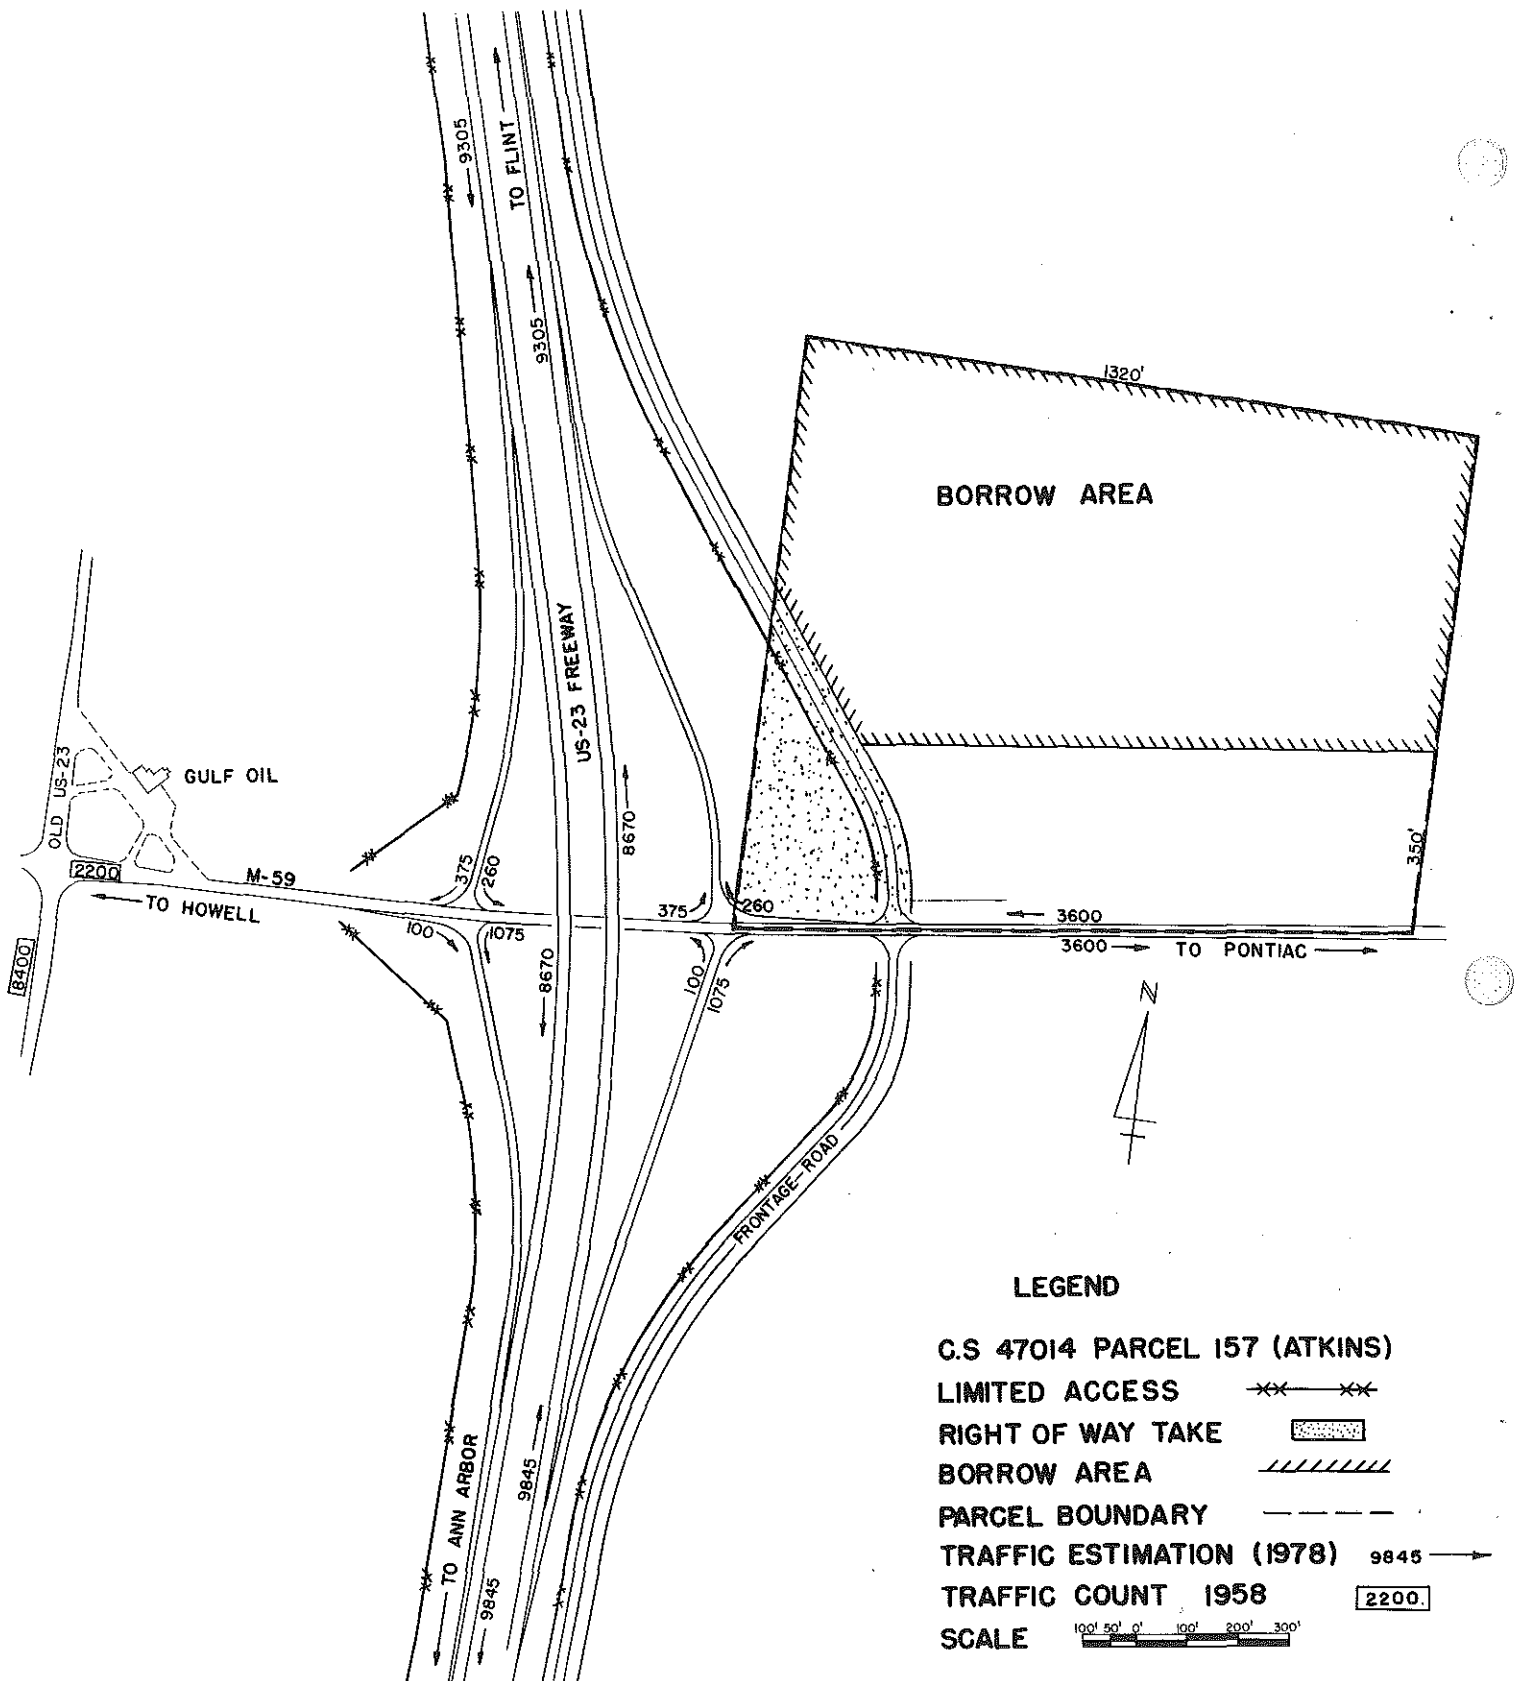 9305
TO FLINT
9305
1320'
BORROW AREA
US-23 FREEWAY
OLD US-23
GULF OIL
8670
350'
2200
M-59
375
260
TO HOWELL
375
260
3600
100
1075
3600
TO PONTIAC
8400
8670
100
1075
N
FRONTAGE ROAD
TO ANN ARBOR
9845
9845
LEGEND
C.S 47014 PARCEL 157 (ATKINS)
LIMITED ACCESS
RIGHT OF WAY TAKE
BORROW AREA
PARCEL BOUNDARY
TRAFFIC ESTIMATION (1978) 9845
TRAFFIC COUNT 1958 2200.
SCALE 100' 50' 0' 100' 200' 300'